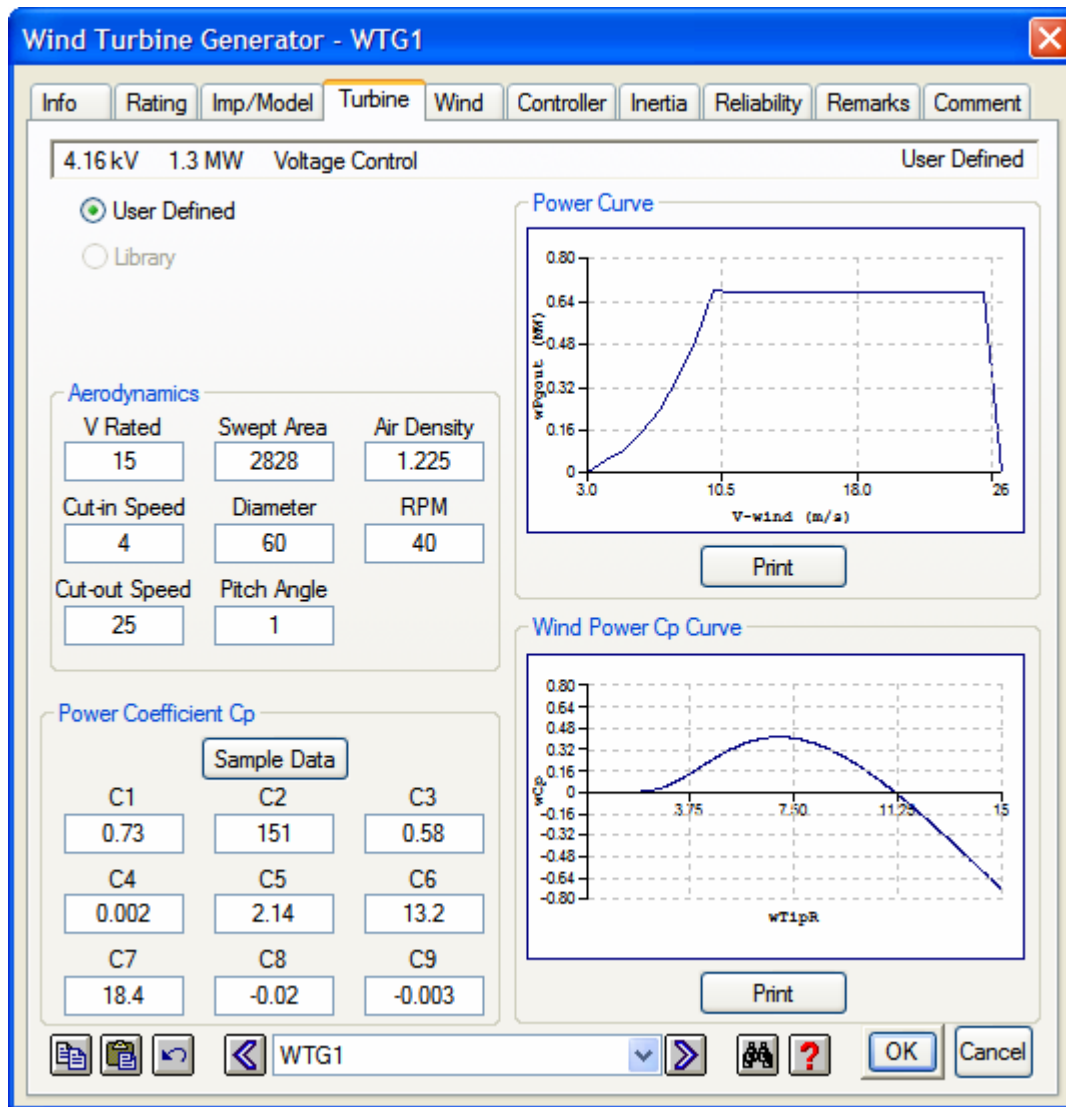 Wind Turbine Generator - WTG1
Info Rating Imp/Model Turbine Wind Controller Inertia Reliability Remarks Comment
4.16 kV 1.3 MW Voltage Control User Defined
User Defined
Library
Aerodynamics
V Rated Swept Area Air Density
15 2828 1.225
Cut-in Speed Diameter RPM
4 60 40
Cut-out Speed Pitch Angle
25 1
Power Coefficient Cp
Sample Data
C1 C2 C3
0.73 151 0.58
C4 C5 C6
0.002 2.14 13.2
C7 C8 C9
18.4 -0.02 -0.003
Power Curve
wPgout (MW)
0.80
0.64
0.48
0.32
0.16
0
3.0 10.5 18.0 26
V-wind (m/s)
Print
Wind Power Cp Curve
wCp
0.80
0.64
0.48
0.32
0.16
0
-0.16
-0.32
-0.48
-0.64
-0.80
3.75 7.50 11.25 15
wTipR
Print
WTG1
?
OK
Cancel